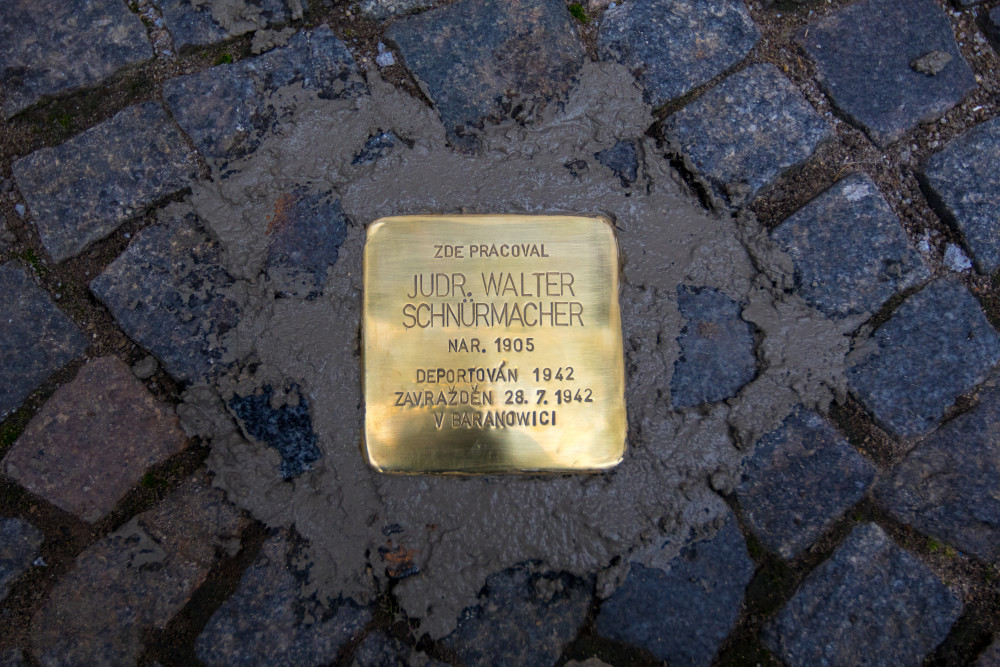 ZDE PRACOVAL
JUDR. WALTER
SCHNÜRMACHER
NAR. 1905
DEPORTOVÁN 1942
ZAVRAŽDĚN 28. 7. 1942
V BARANOWICI